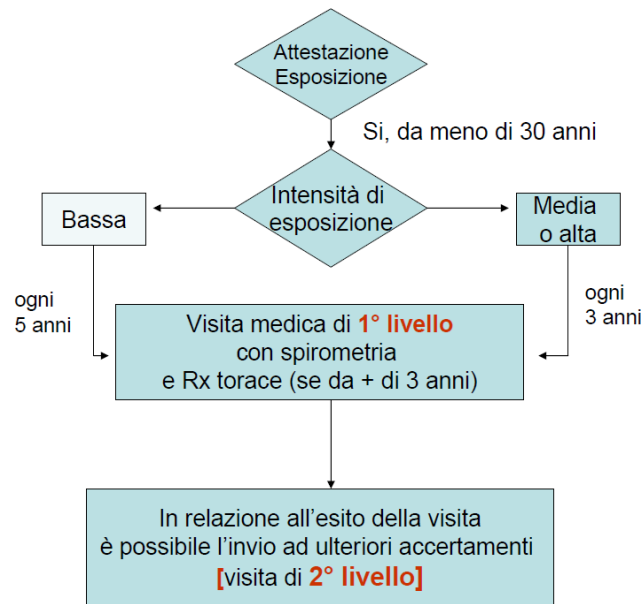 Attestazione
Esposizione
Si, da meno di 30 anni
Intensità di
esposizione
Bassa
Media
o alta
ogni
5 anni
ogni
3 anni
Visita medica di 1° livello
con spirometria
e Rx torace (se da + di 3 anni)
In relazione all'esito della visita
è possibile l'invio ad ulteriori accertamenti
[visita di 2° livello]